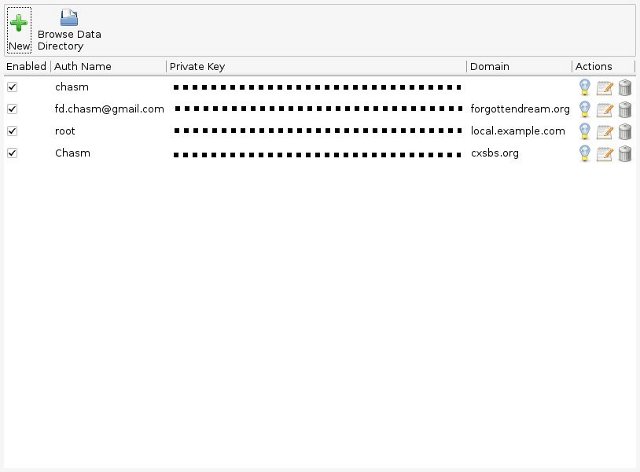 New
Browse Data
Directory
Enabled Auth Name Private Key Domain Actions
chasm
fd.chasm@gmail.com forgottendream.org
root local.example.com
Chasm cxsbs.org